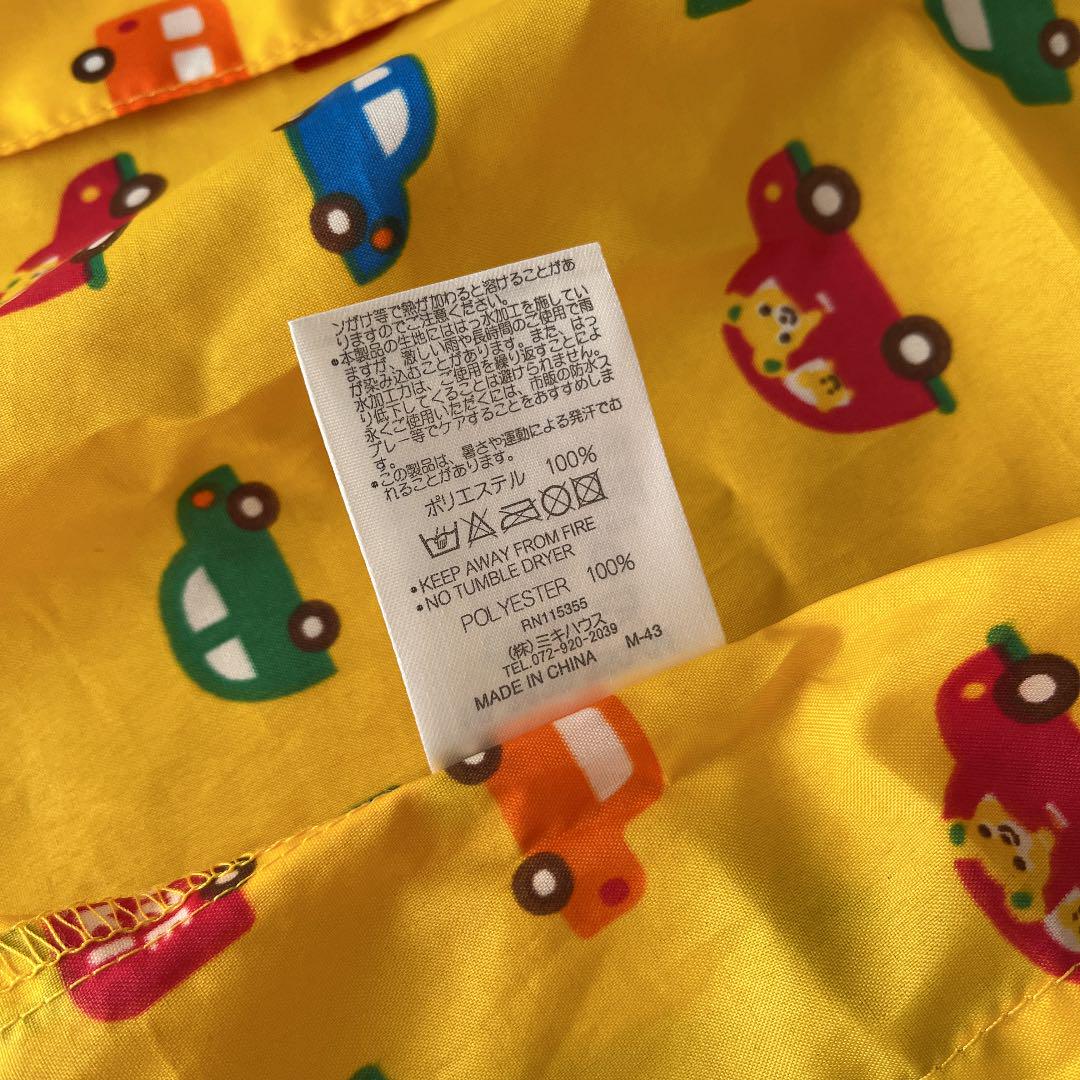 ンがけ等で熱が加わると溶けることがあ
りますのでご注意ください。
•本製品の生地にははっ水加工を施してい
ますが、激しい雨や長時間のご使用で雨
が染み込むことがあります。また、はっ
水加工力は、ご使用を繰り返すことによ
り低下してくることは避けられません。
永くご使用いただくには、市販の防水ス
プレー等でケアすることをおすすめしま
す。
•この製品は、暑さや運動による発汗でむ
れることがあります。
ポリエステル 100%
•KEEP AWAY FROM FIRE
•NO TUMBLE DRYER
POLYESTER 100%
RN115355
(株)ミキハウス
TEL.072-920-2039 M-43
MADE IN CHINA